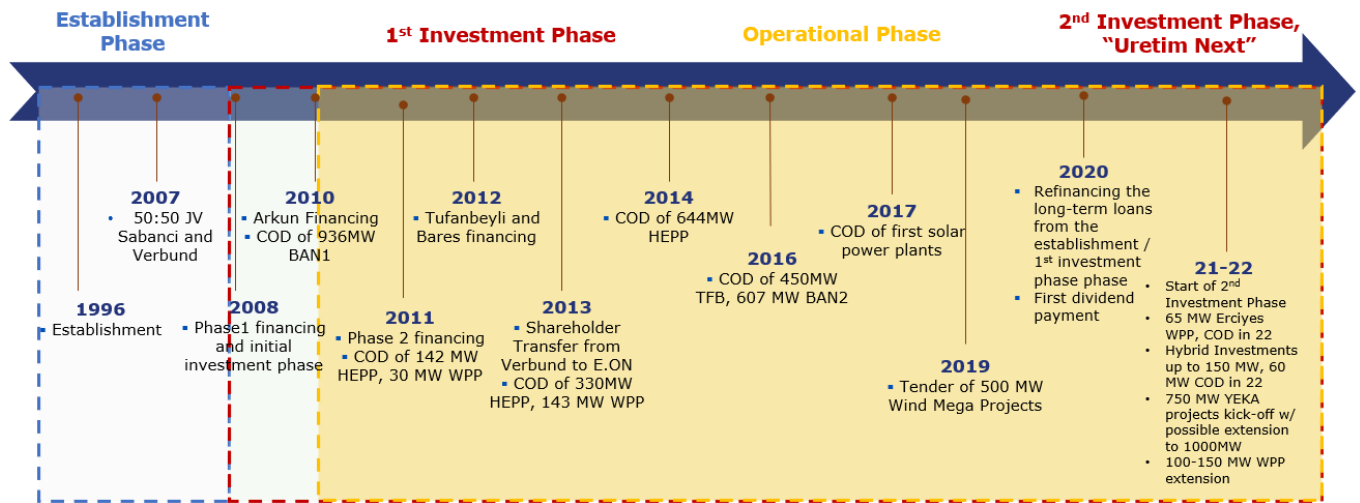 Establishment
Phase
1st Investment Phase
Operational Phase
2nd Investment Phase,
“Uretim Next”
1996
▪ Establishment
2007
• 50:50 JV
Sabanci and
Verbund
2008
▪ Phase1 financing
and initial
investment phase
2010
▪ Arkun Financing
▪ COD of 936MW
BAN1
2011
▪ Phase 2 financing
▪ COD of 142 MW
HEPP, 30 MW WPP
2012
▪ Tufanbeyli and
Bares financing
2013
▪ Shareholder
Transfer from
Verbund to E.ON
▪ COD of 330MW
HEPP, 143 MW WPP
2014
▪ COD of 644MW
HEPP
2016
▪ COD of 450MW
TFB, 607 MW BAN2
2017
▪ COD of first solar
power plants
2019
▪ Tender of 500 MW
Wind Mega Projects
2020
▪ Refinancing the
long-term loans
from the
establishment /
1st investment
phase phase
▪ First dividend
payment
21-22
• Start of 2nd
Investment Phase
• 65 MW Erciyes
WPP, COD in 22
• Hybrid Investments
up to 150 MW, 60
MW COD in 22
• 750 MW YEKA
projects kick-off w/
possible extension
to 1000MW
• 100-150 MW WPP
extension